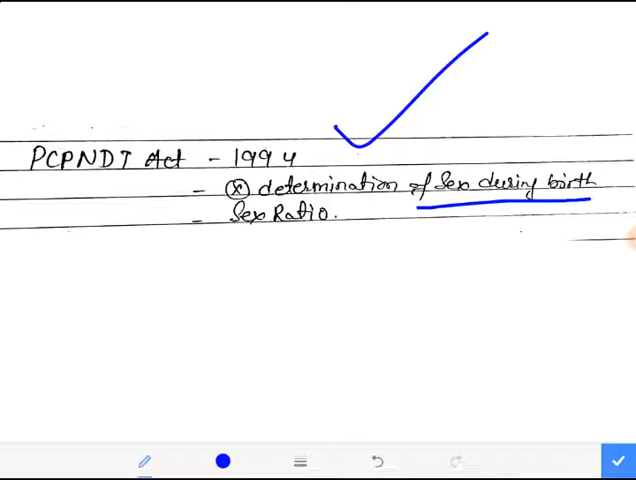 PCPNDT Act - 1994
- ⓧ determination of Sex during birth
- Sex Ratio.